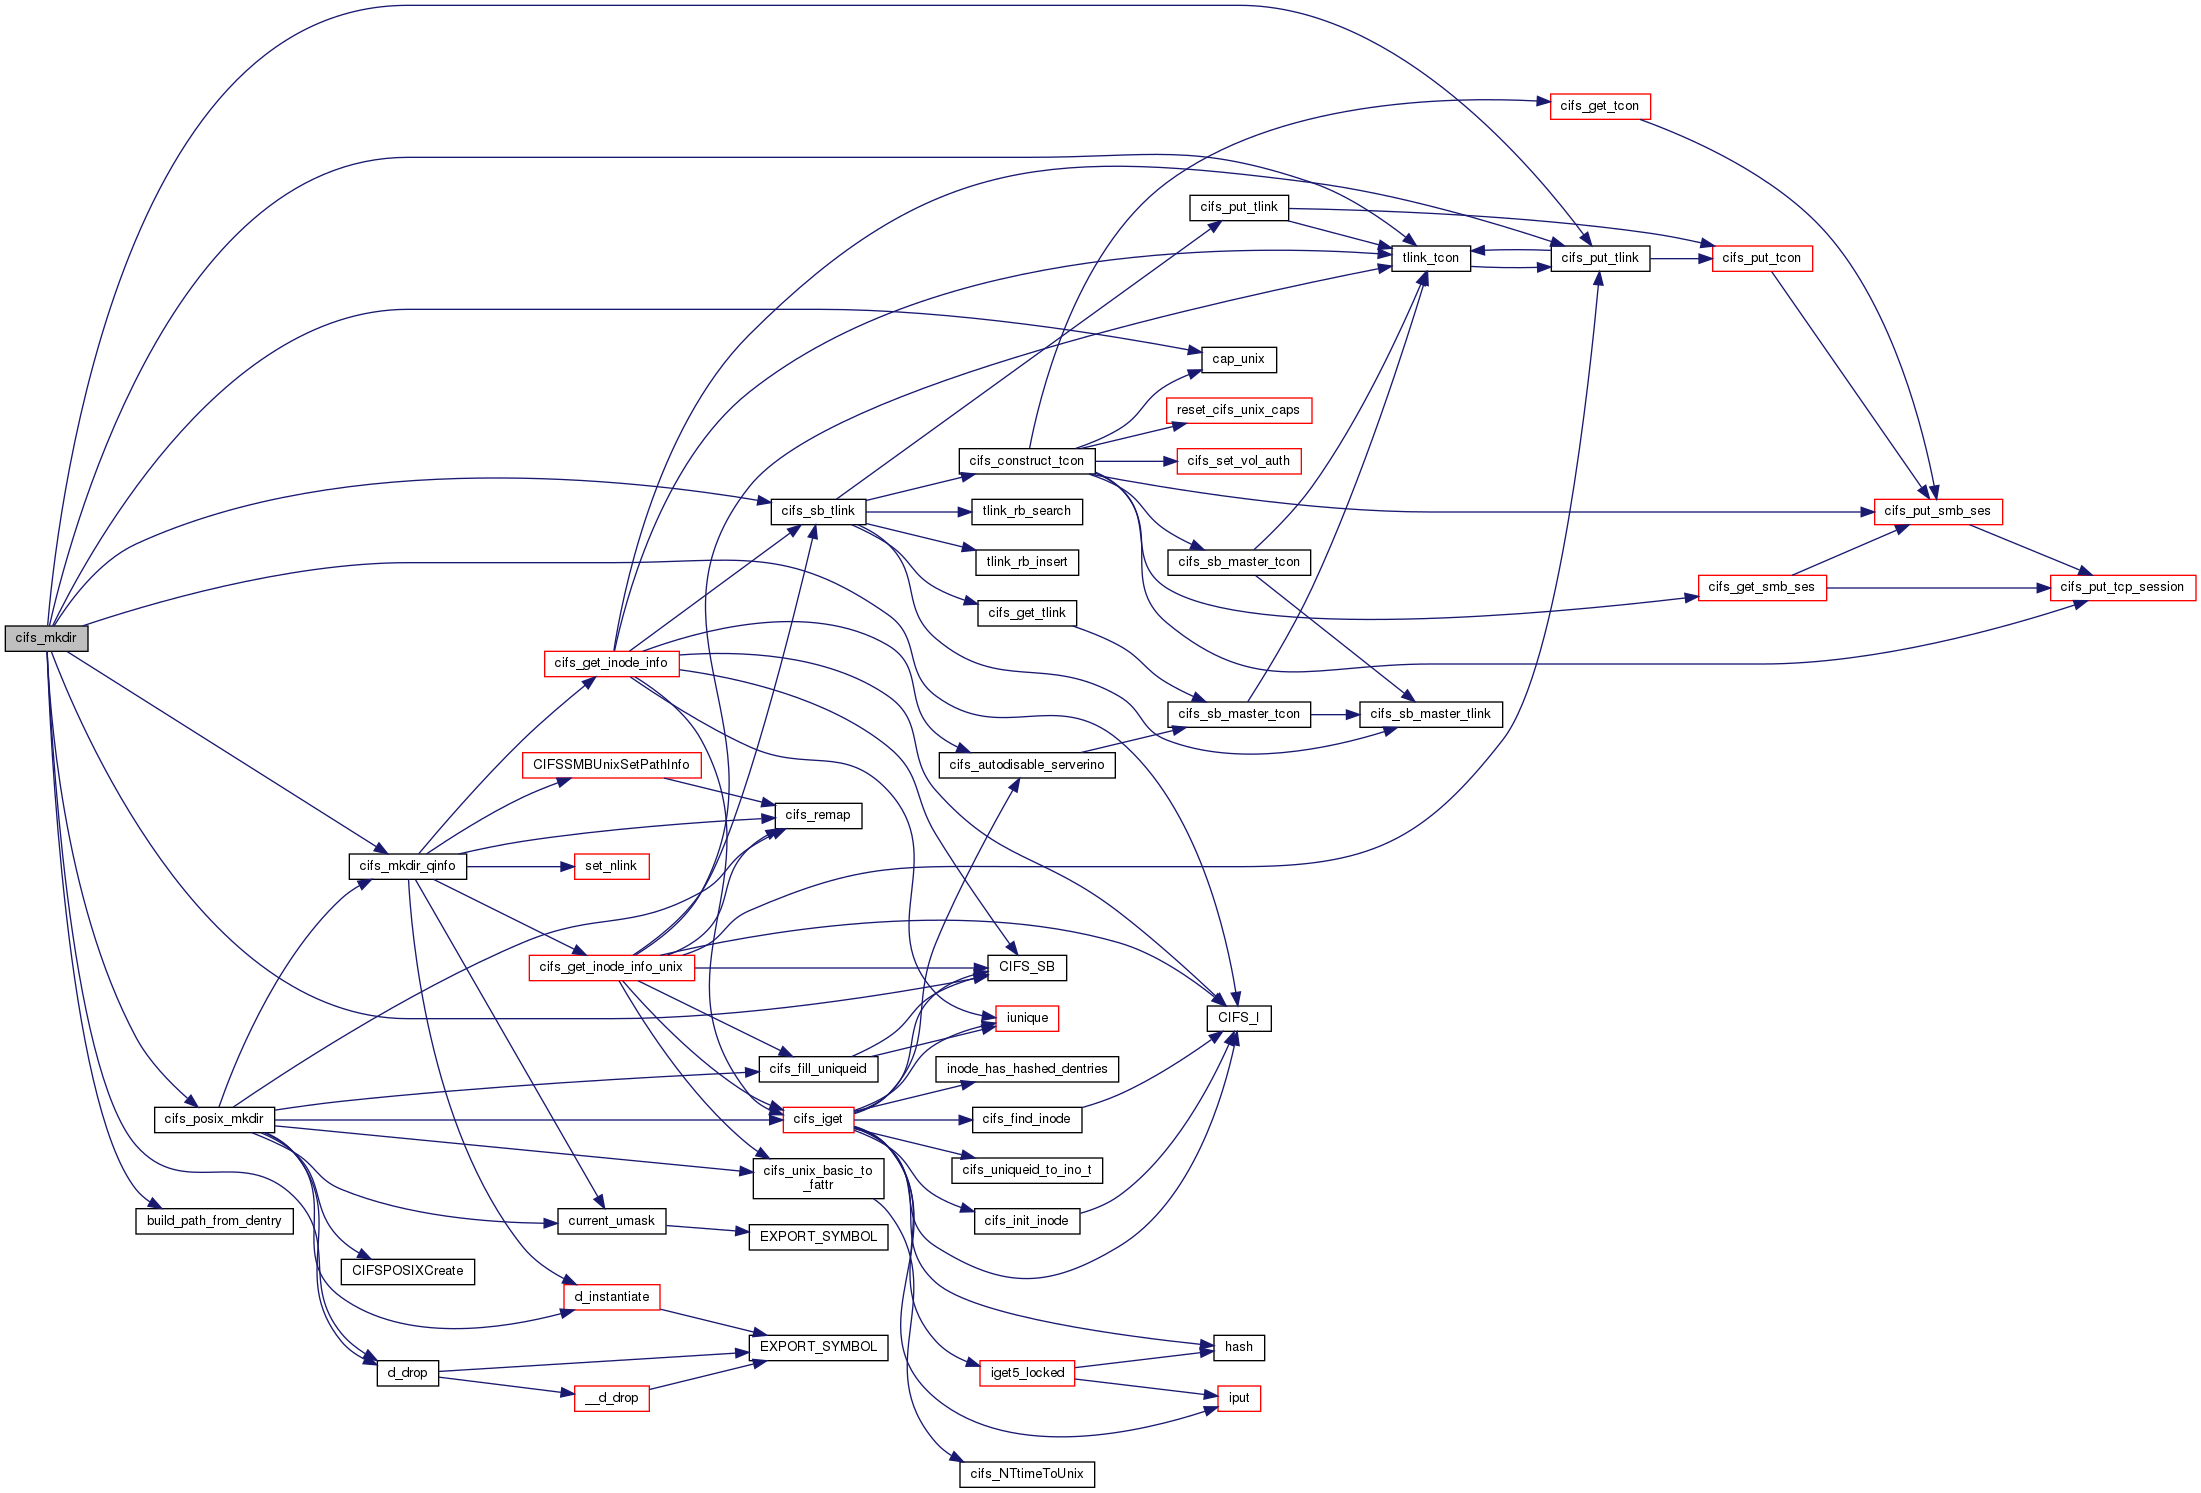 cifs_get_tcon
cifs_put_tlink
tlink_tcon
cifs_put_tlink
cifs_put_tcon
cap_unix
reset_cifs_unix_caps
cifs_construct_tcon
cifs_set_vol_auth
cifs_sb_tlink
tlink_rb_search
cifs_put_smb_ses
tlink_rb_insert
cifs_sb_master_tcon
cifs_get_smb_ses
cifs_put_tcp_session
cifs_get_tlink
cifs_mkdir
cifs_get_inode_info
cifs_sb_master_tcon
cifs_sb_master_tlink
CIFSSMBUnixSetPathInfo
cifs_autodisable_serverino
cifs_remap
cifs_mkdir_qinfo
set_nlink
cifs_get_inode_info_unix
CIFS_SB
iunique
CIFS_I
cifs_fill_uniqueid
inode_has_hashed_dentries
cifs_posix_mkdir
cifs_iget
cifs_find_inode
cifs_unix_basic_to
_fattr
cifs_uniqueid_to_ino_t
build_path_from_dentry
current_umask
cifs_init_inode
EXPORT_SYMBOL
CIFSPOSIXCreate
d_instantiate
EXPORT_SYMBOL
hash
d_drop
iget5_locked
__d_drop
iput
cifs_NTtimeToUnix